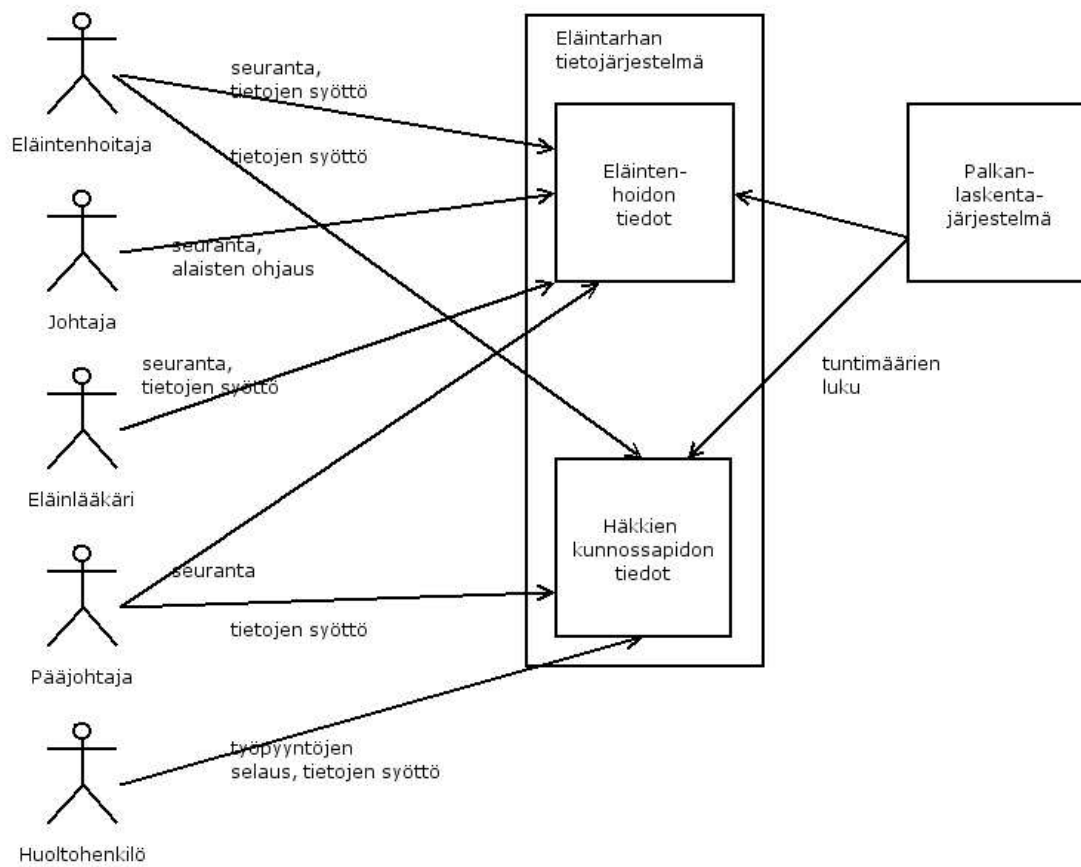 Eläintarhan
tietojärjestelmä
seuranta,
tietojen syöttö
Eläintenhoitaja
tietojen syöttö
Eläinten-
hoidon
tiedot
Palkan-
laskenta-
järjestelmä
seuranta,
alaisten ohjaus
Johtaja
seuranta,
tietojen syöttö
tuntimäärien
luku
Eläinlääkäri
Häkkien
kunnossapidon
tiedot
seuranta
tietojen syöttö
Pääjohtaja
työpyyntöjen
selaus, tietojen syöttö
Huoltohenkilö